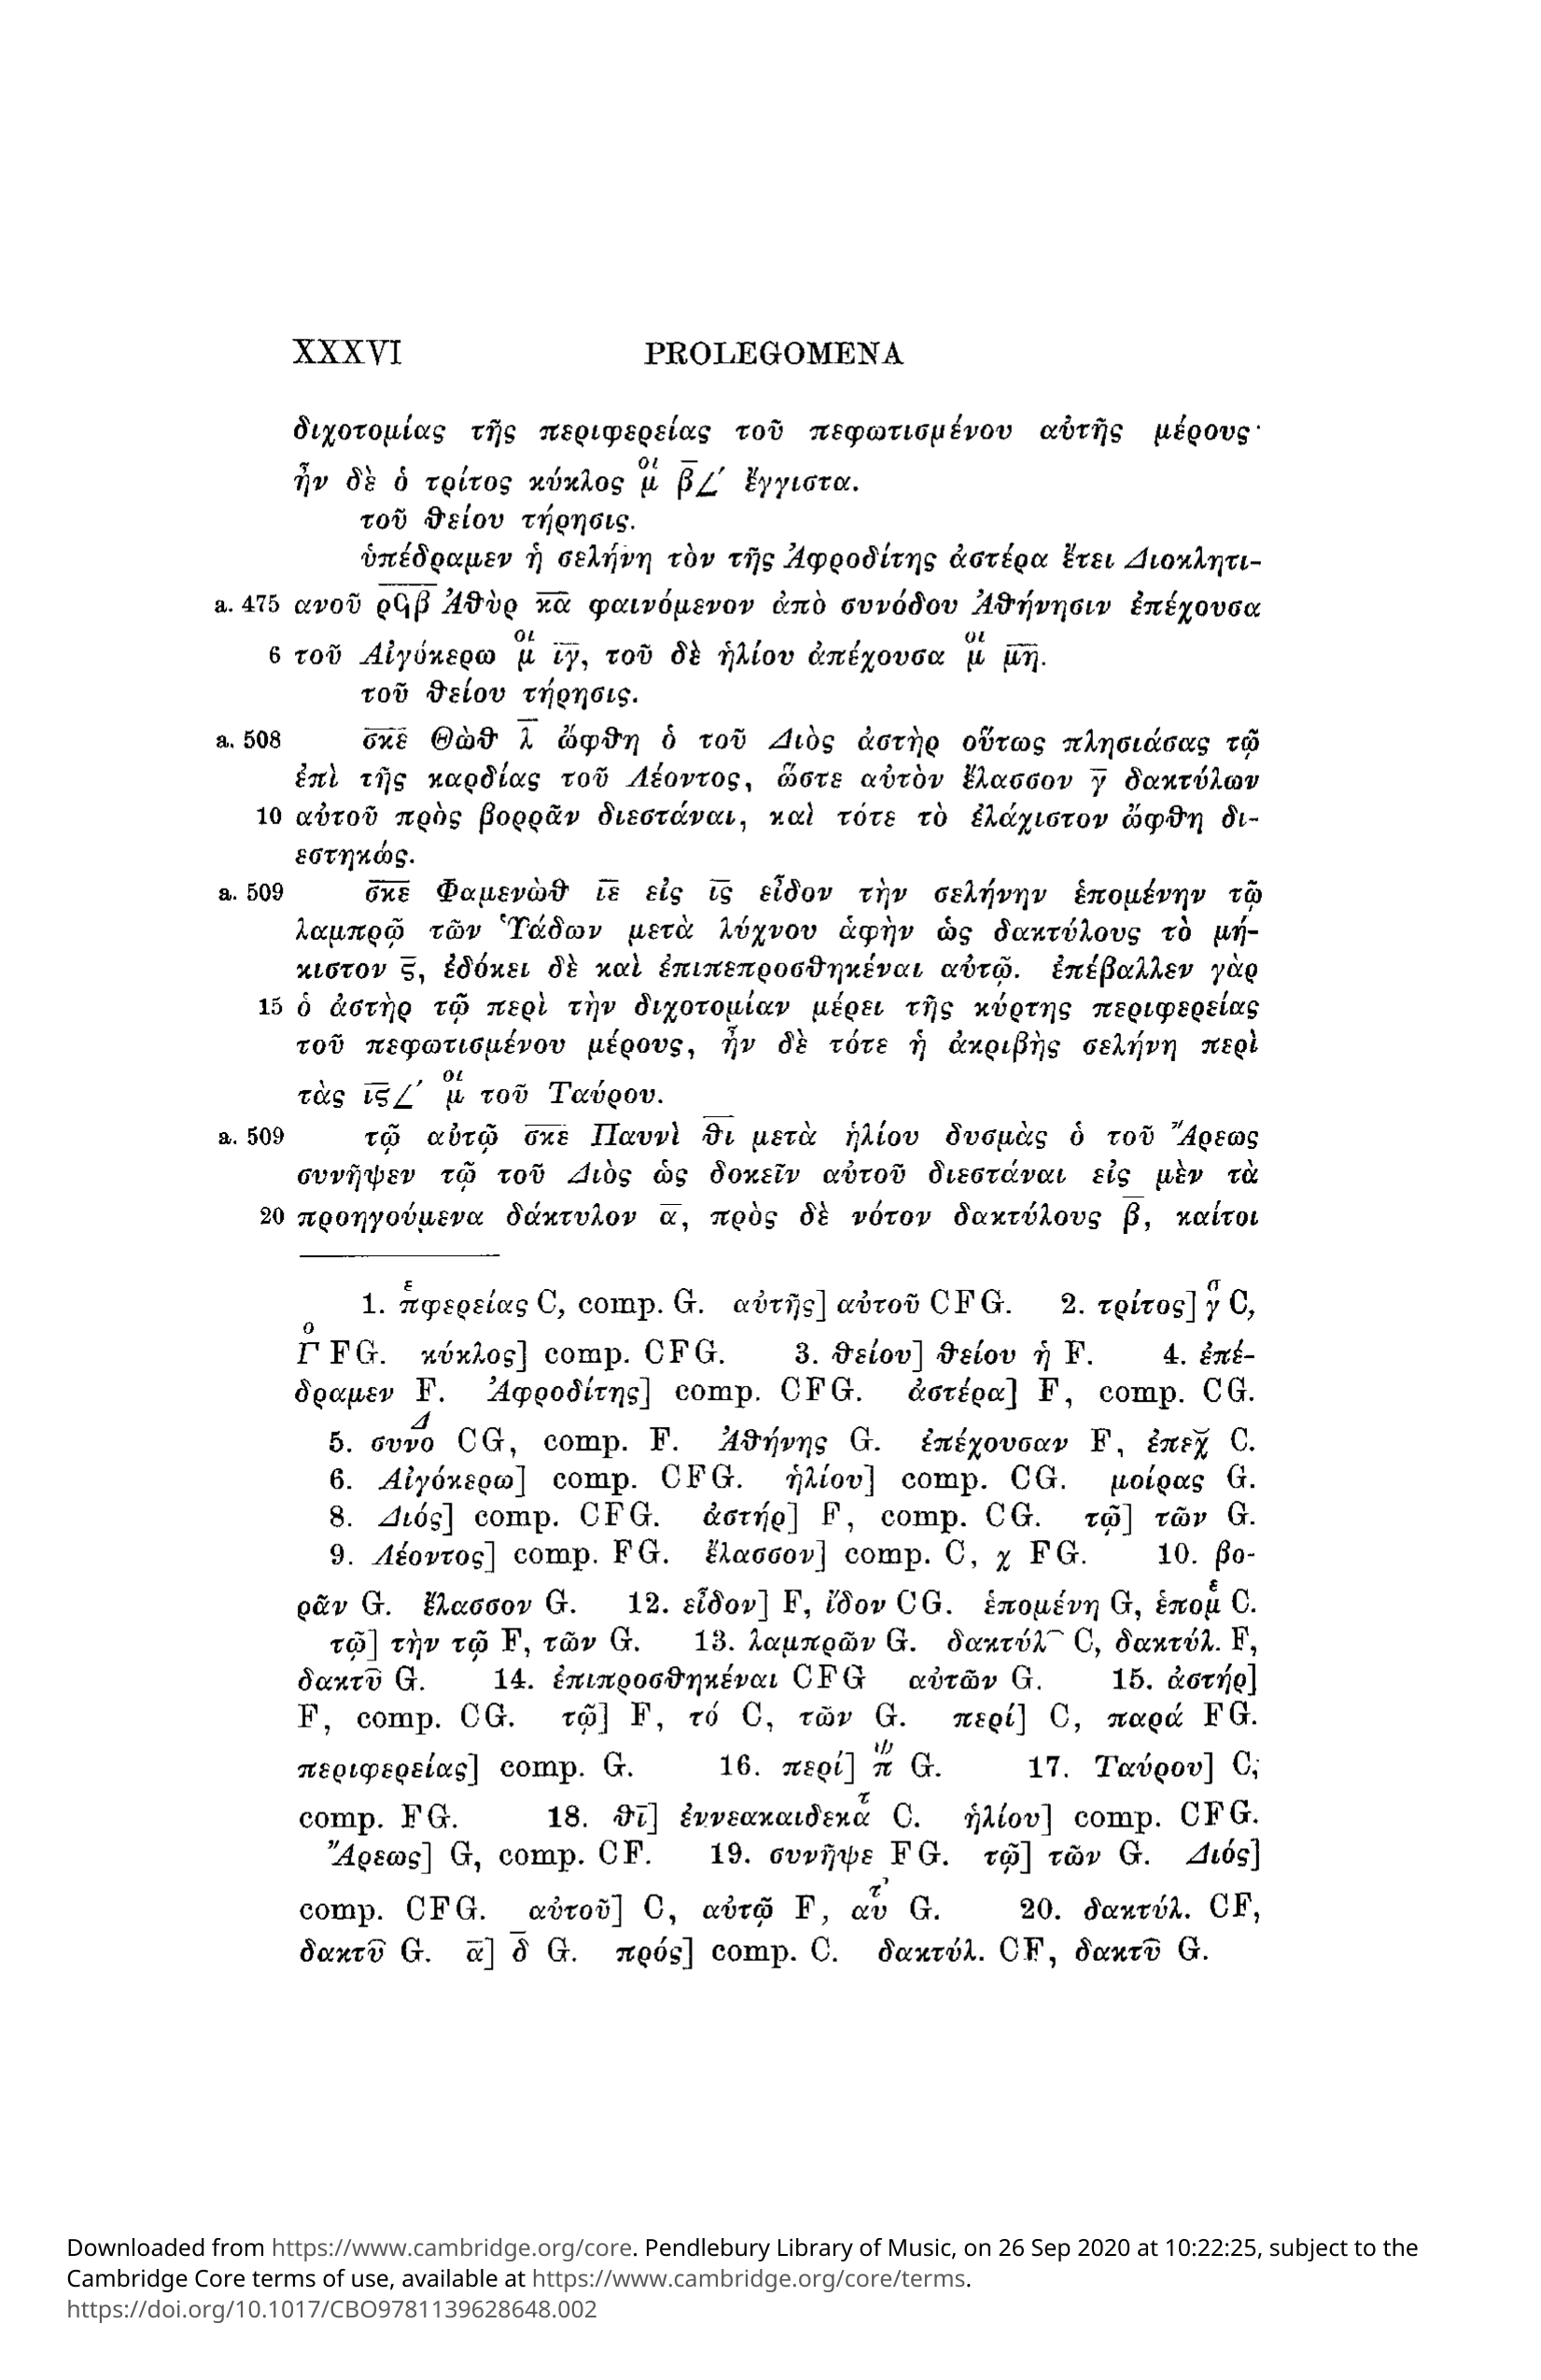 XXXVI PROLEGOMENA
διχοτομίας τῆς περιφερείας τοῦ πεφωτισμένου αὐτῆς μέρους·
ἦν δὲ ὁ τρίτος κύκλος μ̊οι β̅∠ʹ ἔγγιστα.
τοῦ θείου τήρησις.
ὑπέδραμεν ἡ σελήνη τὸν τῆς Ἀφροδίτης ἀστέρα ἔτει Διοκλητι-
a. 475 ανοῦ ρϙβ Ἀθὺρ κα φαινόμενον ἀπὸ συνόδου Ἀθήνησιν ἐπέχουσα
6 τοῦ Αἰγόκερω μοι ιγ, τοῦ δὲ ἡλίου ἀπέχουσα μοι μη.
τοῦ θείου τήρησις.
a. 508 σκε Θὼθ λ ὤφθη ὁ τοῦ Διὸς ἀστὴρ οὕτως πλησιάσας τῷ
ἐπὶ τῆς καρδίας τοῦ Λέοντος, ὥστε αὐτὸν ἔλασσον γ δακτύλων
10 αὐτοῦ πρὸς βορρᾶν διεστάναι, καὶ τότε τὸ ἐλάχιστον ὤφθη δι-
εστηκώς.
a. 509 σκε Φαμενὼθ ιε εἰς ις εἶδον τὴν σελήνην ἑπομένην τῷ
λαμπρῷ τῶν Ὑάδων μετὰ λύχνου ἁφὴν ὡς δακτύλους τὸ μή-
κιστον ς, ἐδόκει δὲ καὶ ἐπιπεπροσθηκέναι αὐτῷ. ἐπέβαλλεν γὰρ
15 ὁ ἀστὴρ τῷ περὶ τὴν διχοτομίαν μέρει τῆς κύρτης περιφερείας
τοῦ πεφωτισμένου μέρους, ἦν δὲ τότε ἡ ἀκριβὴς σελήνη περὶ
τὰς ις∠ʹ μοι τοῦ Ταύρου.
a. 509 τῷ αὐτῷ σκε Παυνὶ θι μετὰ ἡλίου δυσμὰς ὁ τοῦ Ἄρεως
συνῆψεν τῷ τοῦ Διὸς ὡς δοκεῖν αὐτοῦ διεστάναι εἰς μὲν τὰ
20 προηγούμενα δάκτυλον α, πρὸς δὲ νότον δακτύλους β, καίτοι
1. πεφερείας C, comp. G. αὐτῆς] αὐτοῦ CFG. 2. τρίτος] γσ C,
Γο FG. κύκλος] comp. CFG. 3. θείου] θείου ἡ F. 4. ἐπέ-
δραμεν F. Ἀφροδίτης] comp. CFG. ἀστέρα] F, comp. CG.
5. συνοΔ CG, comp. F. Ἀθήνης G. ἐπέχουσαν F, ἐπεχ̆ C.
6. Αἰγόκερω] comp. CFG. ἡλίου] comp. CG. μοίρας G.
8. Διός] comp. CFG. ἀστήρ] F, comp. CG. τῷ] τῶν G.
9. Λέοντος] comp. FG. ἔλασσον] comp. C, χ FG. 10. βο-
ρᾶν G. ἔλασσον G. 12. εἶδον] F, ἴδον CG. ἑπομένη G, ἑπομέ C.
τῷ] τὴν τῷ F, τῶν G. 13. λαμπρῶν G. δακτύλ⁀ C, δακτύλ. F,
δακτῦ G. 14. ἐπιπροσθηκέναι CFG αὐτῶν G. 15. ἀστήρ]
F, comp. CG. τῷ] F, τό C, τῶν G. περί] C, παρά FG.
περιφερείας] comp. G. 16. περί] π G. 17. Ταύρου] C,
comp. FG. 18. θι] ἐννεακαιδεκάτ C. ἡλίου] comp. CFG.
Ἄρεως] G, comp. CF. 19. συνῆψε FG. τῷ] τῶν G. Διός]
comp. CFG. αὐτοῦ] C, αὐτῷ F, αὐτʼ G. 20. δακτύλ. CF,
δακτῦ G. α] δ G. πρός] comp. C. δακτύλ. CF, δακτῦ G.
Downloaded from https://www.cambridge.org/core. Pendlebury Library of Music, on 26 Sep 2020 at 10:22:25, subject to the
Cambridge Core terms of use, available at https://www.cambridge.org/core/terms.
https://doi.org/10.1017/CBO9781139628648.002